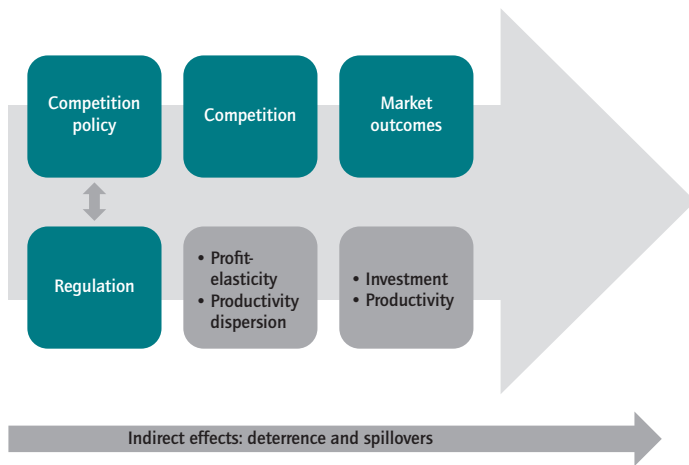 Competition
policy
Competition
Market
outcomes
Regulation
• Profit-
elasticity
• Productivity
dispersion
• Investment
• Productivity
Indirect effects: deterrence and spillovers